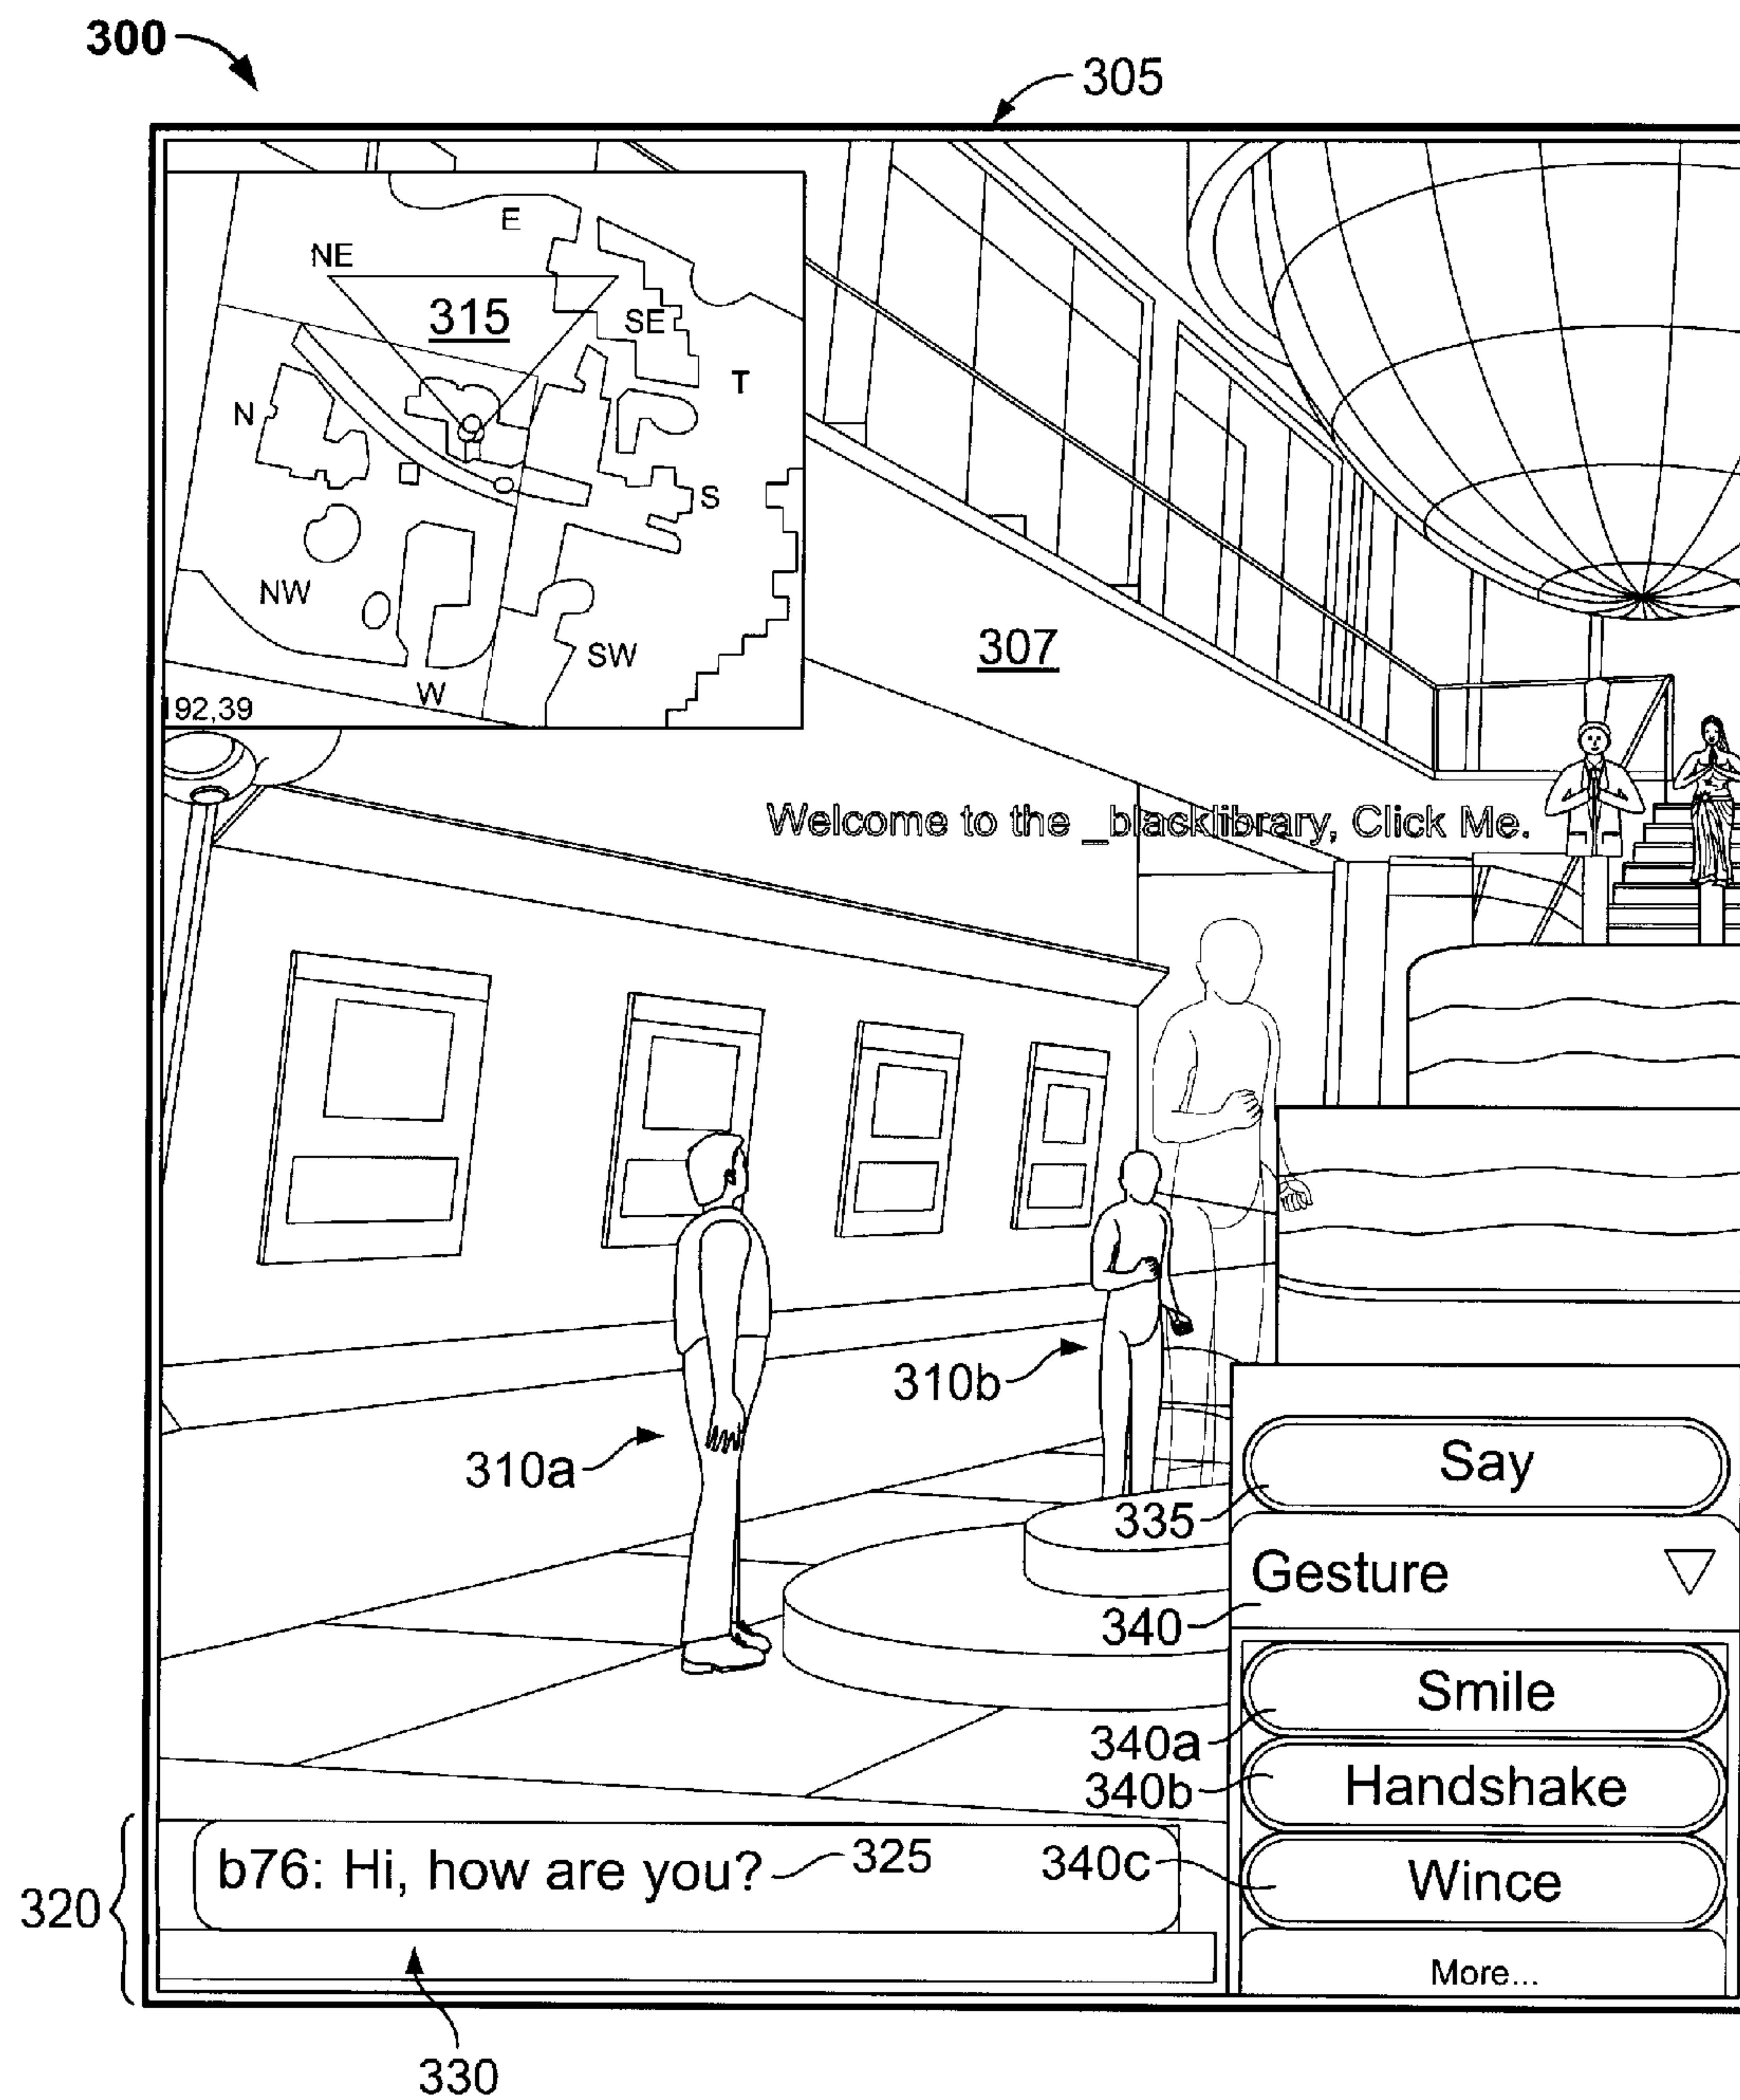 300
305
E
NE
315
SE
T
N
S
NW
SW
W
192,39
307
Welcome to the _blacklibrary, Click Me.
310b
310a
Say
335
Gesture
340
Smile
340a
Handshake
340b
b76: Hi, how are you?
325
340c
Wince
320
More...
330